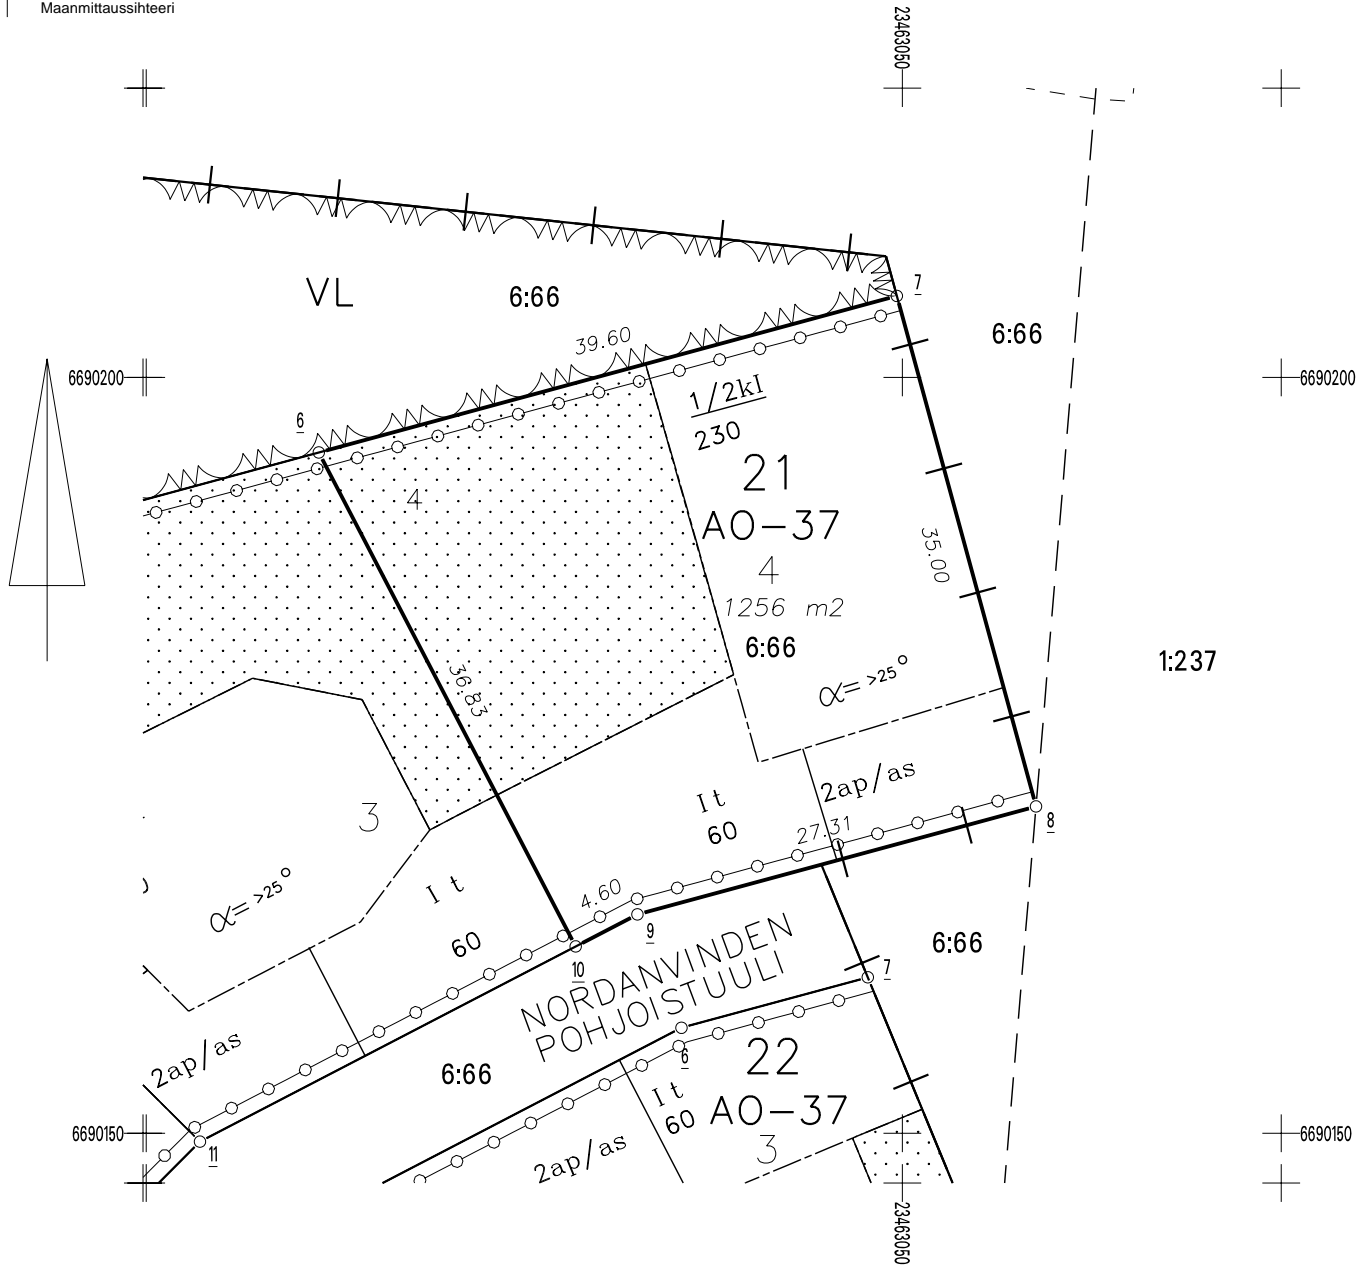 Maanmittaussihteeri
23463050
VL
6:66
7
39.60
6:66
6690200
6690200
6
1/2kI
230
4
21
AO-37
4
35.00
1256 m2
6:66
1:237
36.83
α= >25°
3
2ap/as
I t
60
27.31
8
α= >25°
I t
60
4.60
9
10
NORDANVINDEN
POHJOISTUULI
6:66
7
2ap/as
6:66
6
22
I t
60
AO-37
3
6690150
6690150
11
2ap/as
23463050